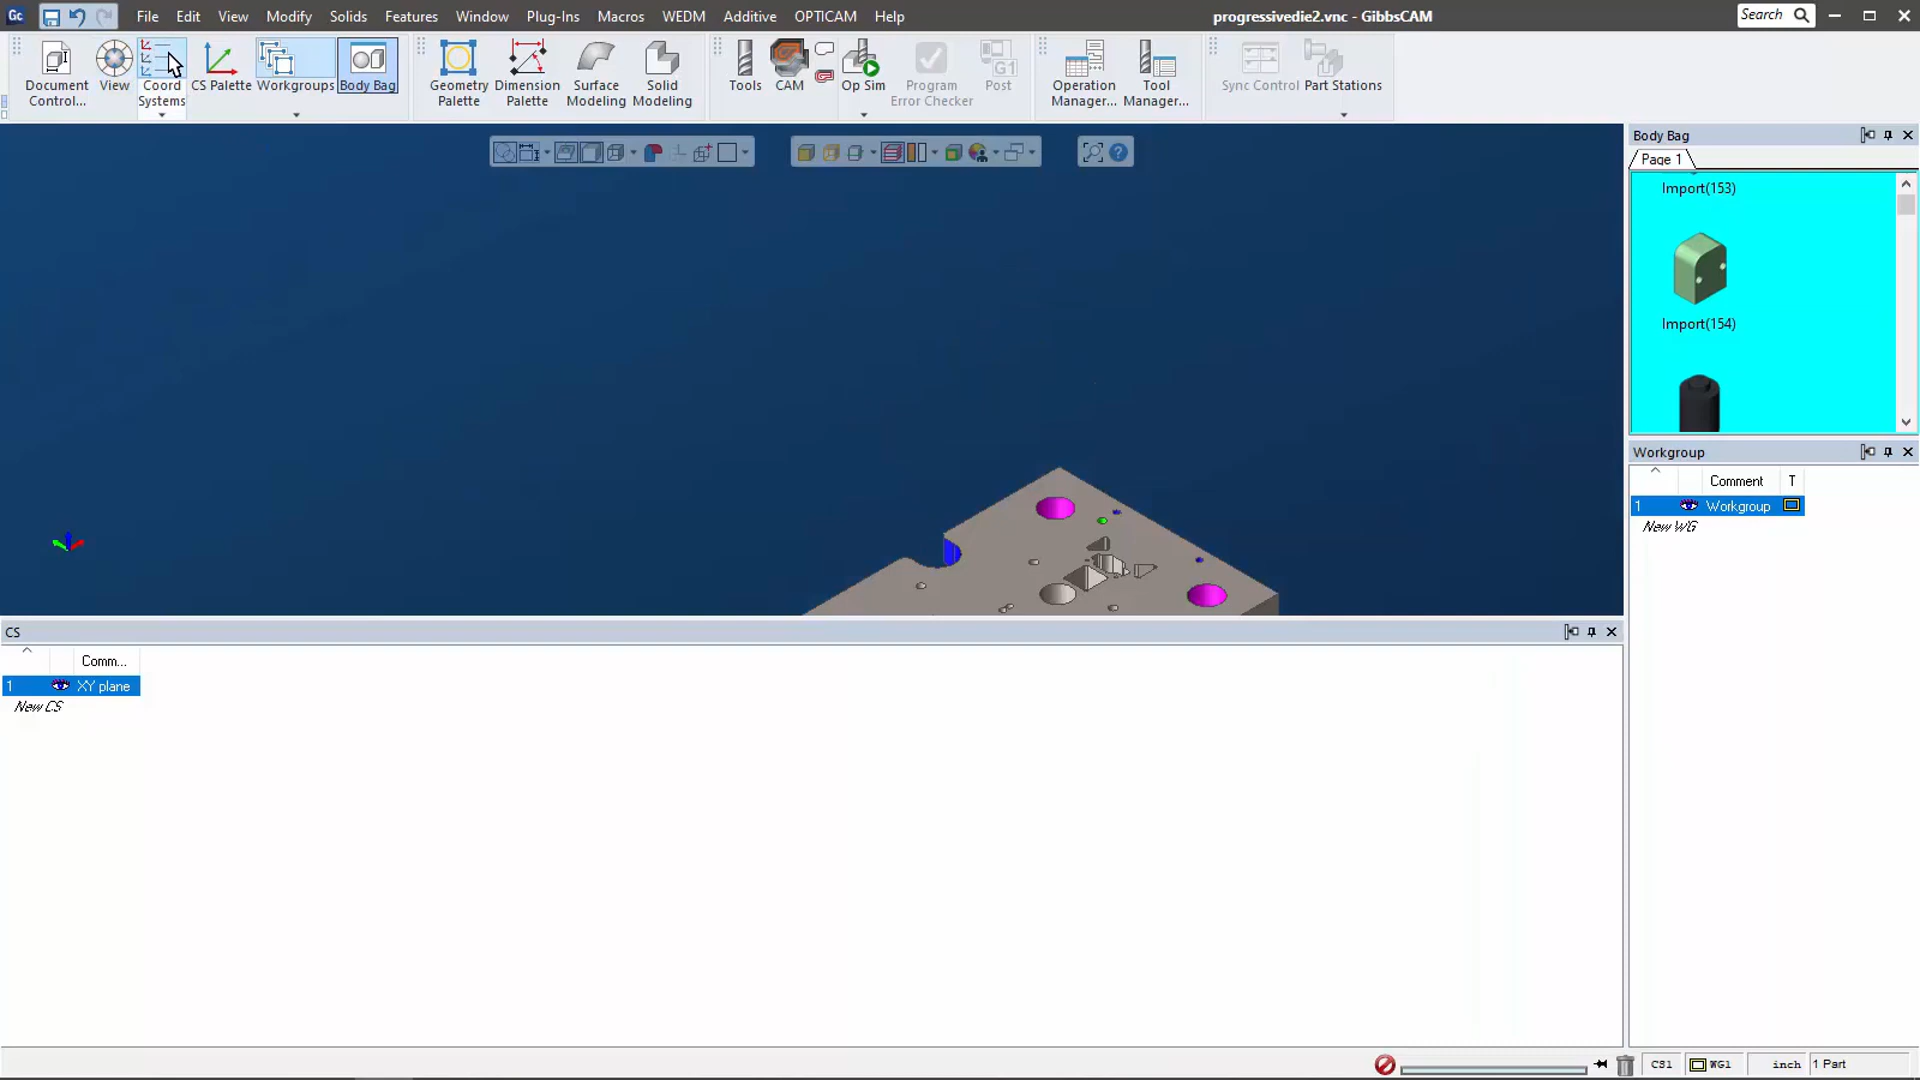 Gc File Edit View Modify Solids Features Window Plug-Ins Macros WEDM Additive OPTICAM Help progressivedie2.vnc - GibbsCAM Search
Document Control...
View
Coord Systems
CS Palette
Workgroups
Body Bag
Geometry Palette
Dimension Palette
Surface Modeling
Solid Modeling
Tools
CAM
Op Sim
Program Error Checker
G1
Post
Operation Manager...
Tool Manager...
Sync Control
Part Stations
Body Bag
Page 1
Import(153)
Import(154)
Workgroup
Comment T
1 Workgroup
New WG
CS
Comm...
1 XY plane
New CS
CS1 WG1 inch 1 Part